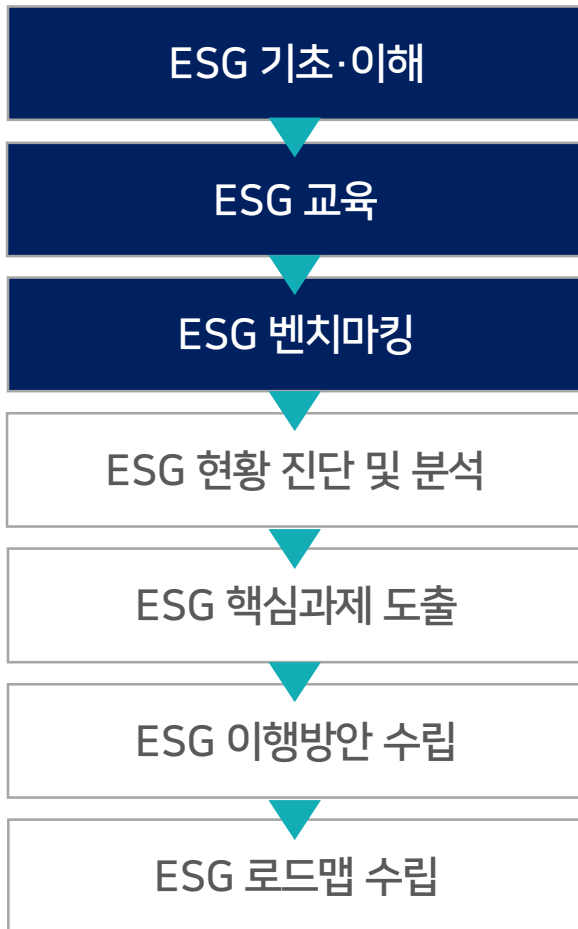 ESG 기초·이해
ESG 교육
ESG 벤치마킹
ESG 현황 진단 및 분석
ESG 핵심과제 도출
ESG 이행방안 수립
ESG 로드맵 수립